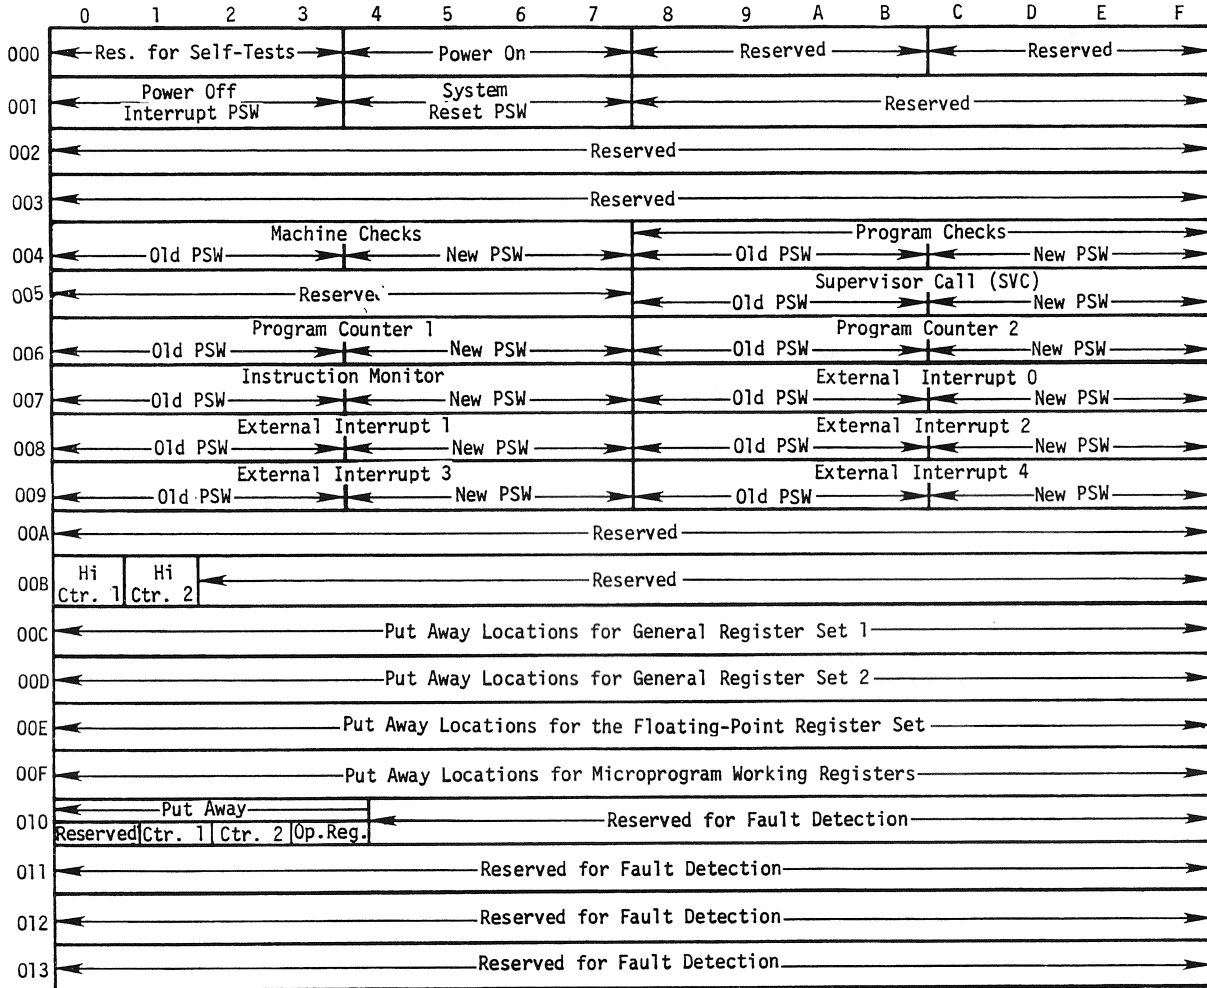 0 1 2 3 4 5 6 7 8 9 A B C D E F
000 Res. for Self-Tests Power On Reserved Reserved
001 Power Off Interrupt PSW System Reset PSW Reserved
002 Reserved
003 Reserved
Machine Checks Program Checks
004 Old PSW New PSW Old PSW New PSW
Supervisor Call (SVC)
005 Reserved Old PSW New PSW
Program Counter 1 Program Counter 2
006 Old PSW New PSW Old PSW New PSW
Instruction Monitor External Interrupt 0
007 Old PSW New PSW Old PSW New PSW
External Interrupt 1 External Interrupt 2
008 Old PSW New PSW Old PSW New PSW
External Interrupt 3 External Interrupt 4
009 Old PSW New PSW Old PSW New PSW
00A Reserved
00B Hi Ctr. 1 Hi Ctr. 2 Reserved
00C Put Away Locations for General Register Set 1
00D Put Away Locations for General Register Set 2
00E Put Away Locations for the Floating-Point Register Set
00F Put Away Locations for Microprogram Working Registers
Put Away
010 Reserved Ctr. 1 Ctr. 2 Op.Reg. Reserved for Fault Detection
011 Reserved for Fault Detection
012 Reserved for Fault Detection
013 Reserved for Fault Detection